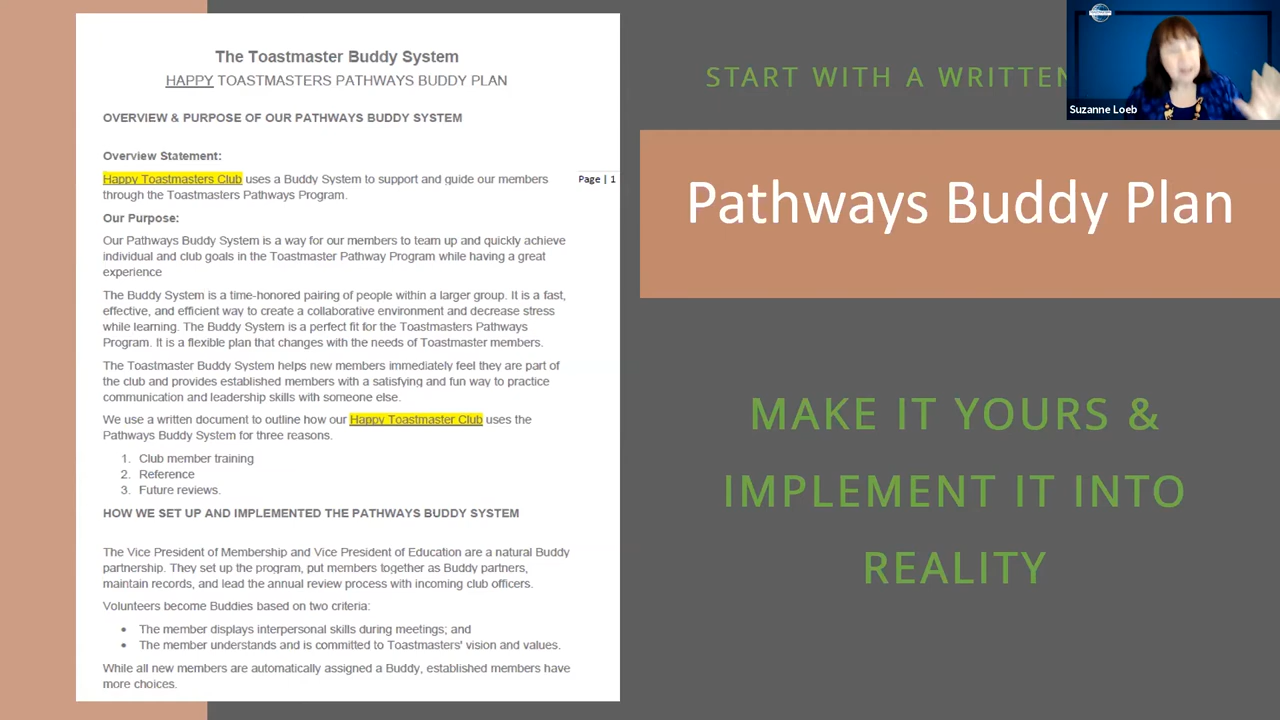 The Toastmaster Buddy System
HAPPY TOASTMASTERS PATHWAYS BUDDY PLAN
OVERVIEW & PURPOSE OF OUR PATHWAYS BUDDY SYSTEM
Overview Statement:
Happy Toastmasters Club uses a Buddy System to support and guide our members
through the Toastmasters Pathways Program.
Page | 1
Our Purpose:
Our Pathways Buddy System is a way for our members to team up and quickly achieve
individual and club goals in the Toastmaster Pathway Program while having a great
experience
The Buddy System is a time-honored pairing of people within a larger group. It is a fast,
effective, and efficient way to create a collaborative environment and decrease stress
while learning. The Buddy System is a perfect fit for the Toastmasters Pathways
Program. It is a flexible plan that changes with the needs of Toastmaster members.
The Toastmaster Buddy System helps new members immediately feel they are part of
the club and provides established members with a satisfying and fun way to practice
communication and leadership skills with someone else.
We use a written document to outline how our Happy Toastmaster Club uses the
Pathways Buddy System for three reasons.
1. Club member training
2. Reference
3. Future reviews.
HOW WE SET UP AND IMPLEMENTED THE PATHWAYS BUDDY SYSTEM
The Vice President of Membership and Vice President of Education are a natural Buddy
partnership. They set up the program, put members together as Buddy partners,
maintain records, and lead the annual review process with incoming club officers.
Volunteers become Buddies based on two criteria:
• The member displays interpersonal skills during meetings; and
• The member understands and is committed to Toastmasters' vision and values.
While all new members are automatically assigned a Buddy, established members have
more choices.
START WITH A WRITTEN
Suzanne Loeb
Pathways Buddy Plan
MAKE IT YOURS &
IMPLEMENT IT INTO
REALITY